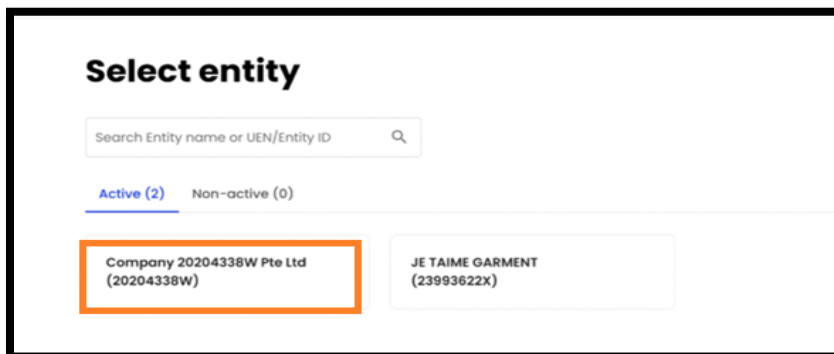 Select entity
Search Entity name or UEN/Entity ID
Active (2) Non-active (0)
Company 20204338W Pte Ltd
(20204338W)
JE TAIME GARMENT
(23993622X)